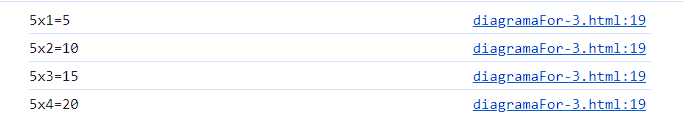 5x1=5 diagramaFor-3.html:19
5x2=10 diagramaFor-3.html:19
5x3=15 diagramaFor-3.html:19
5x4=20 diagramaFor-3.html:19